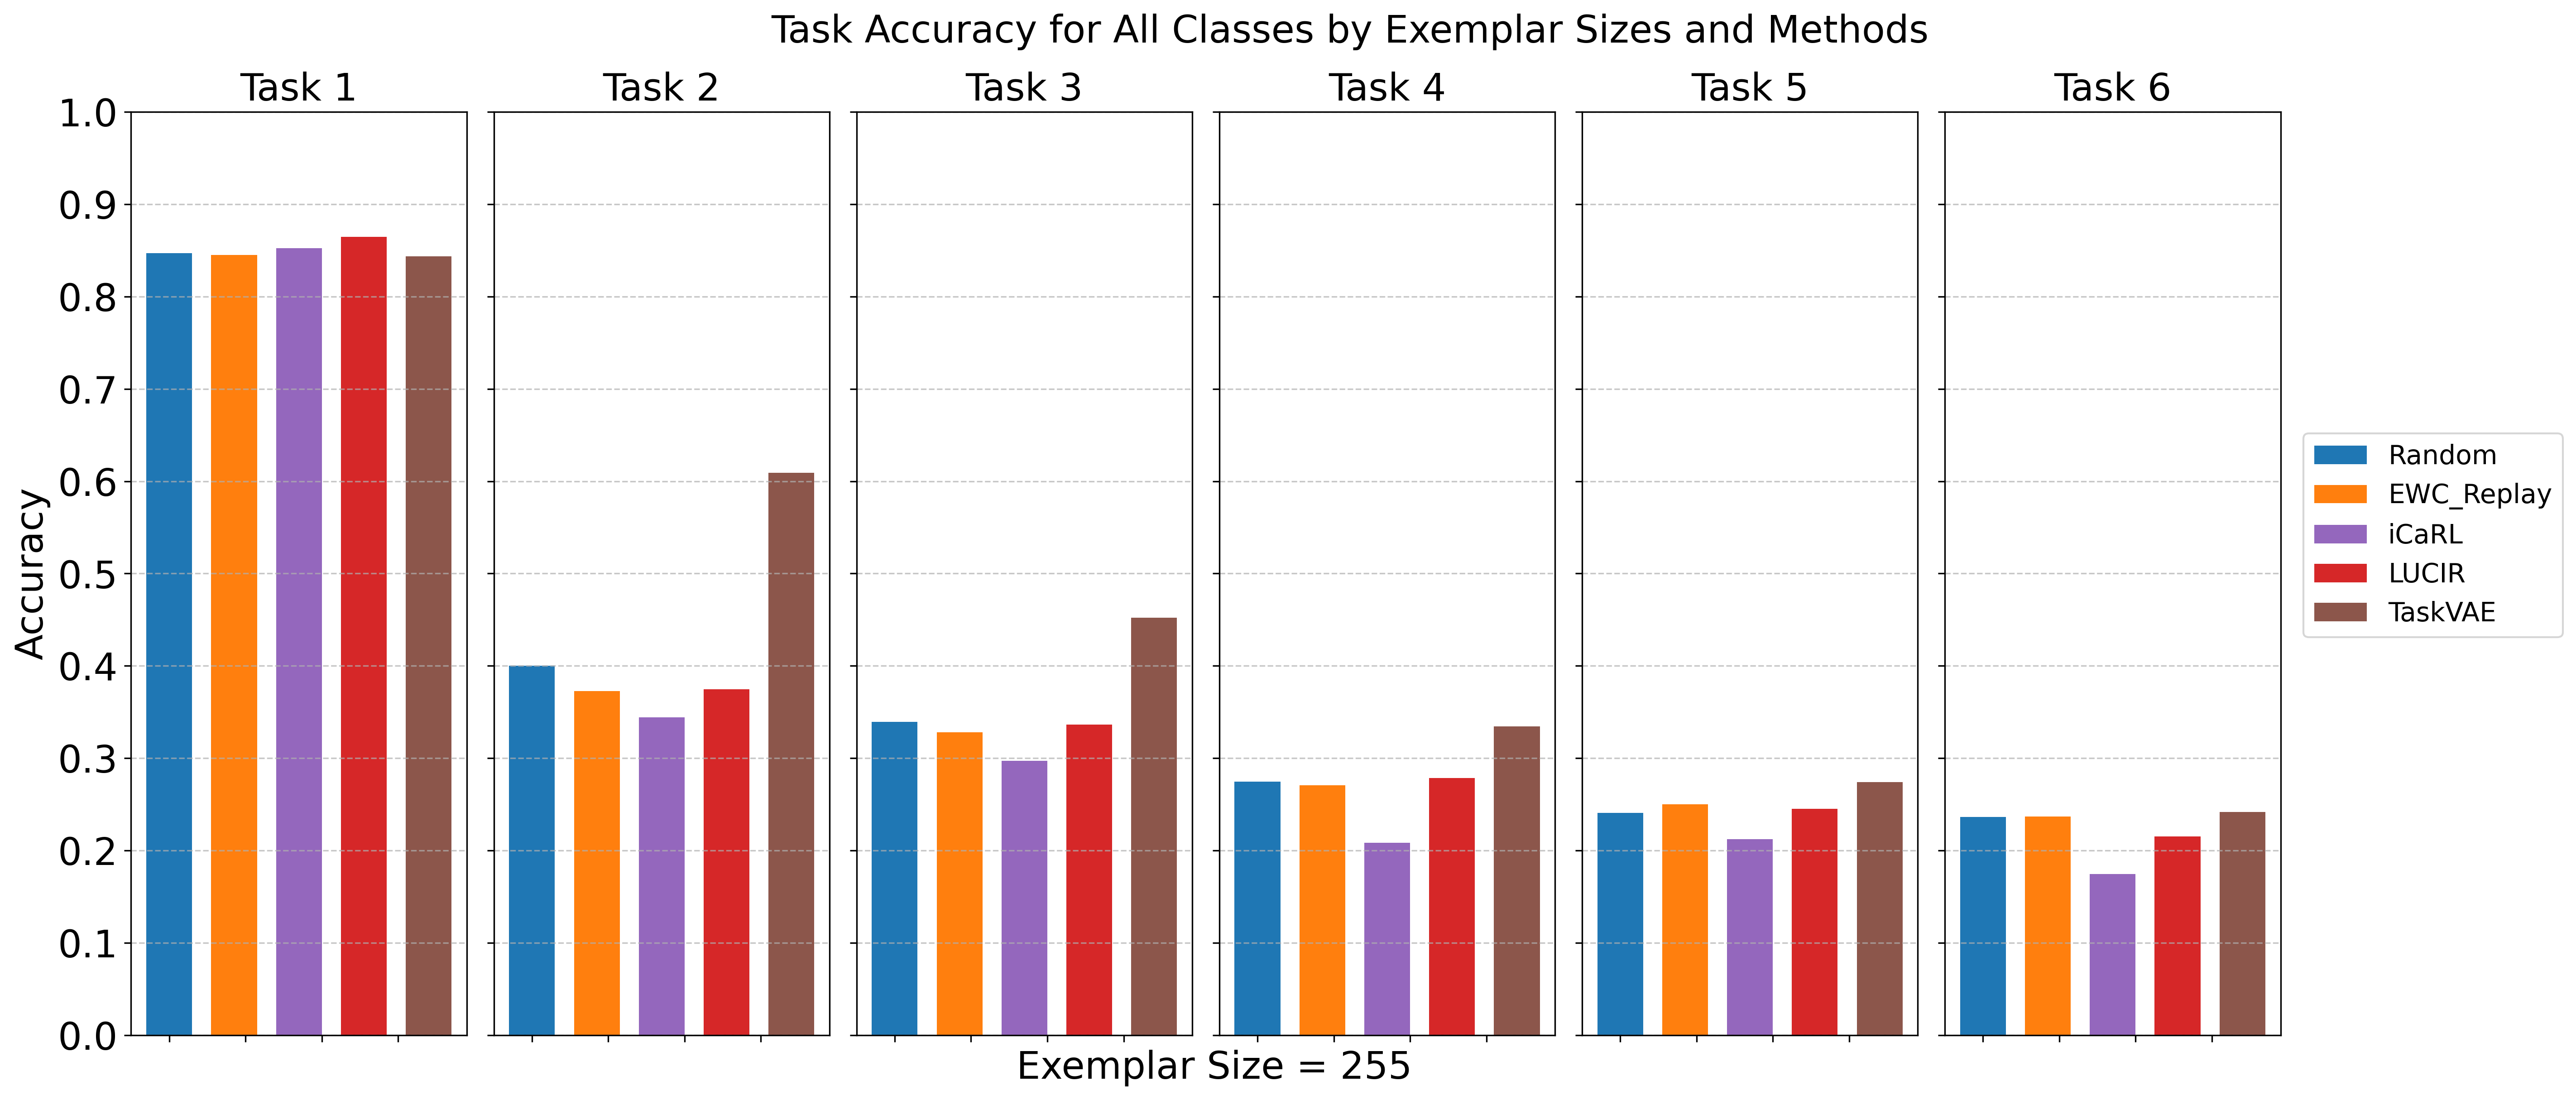 Task Accuracy for All Classes by Exemplar Sizes and Methods
Task 1
Task 2
Task 3
Task 4
Task 5
Task 6
1.0
0.9
0.8
0.7
0.6
0.5
0.4
0.3
0.2
0.1
0.0
Accuracy
Exemplar Size = 255
Random
EWC_Replay
iCaRL
LUCIR
TaskVAE